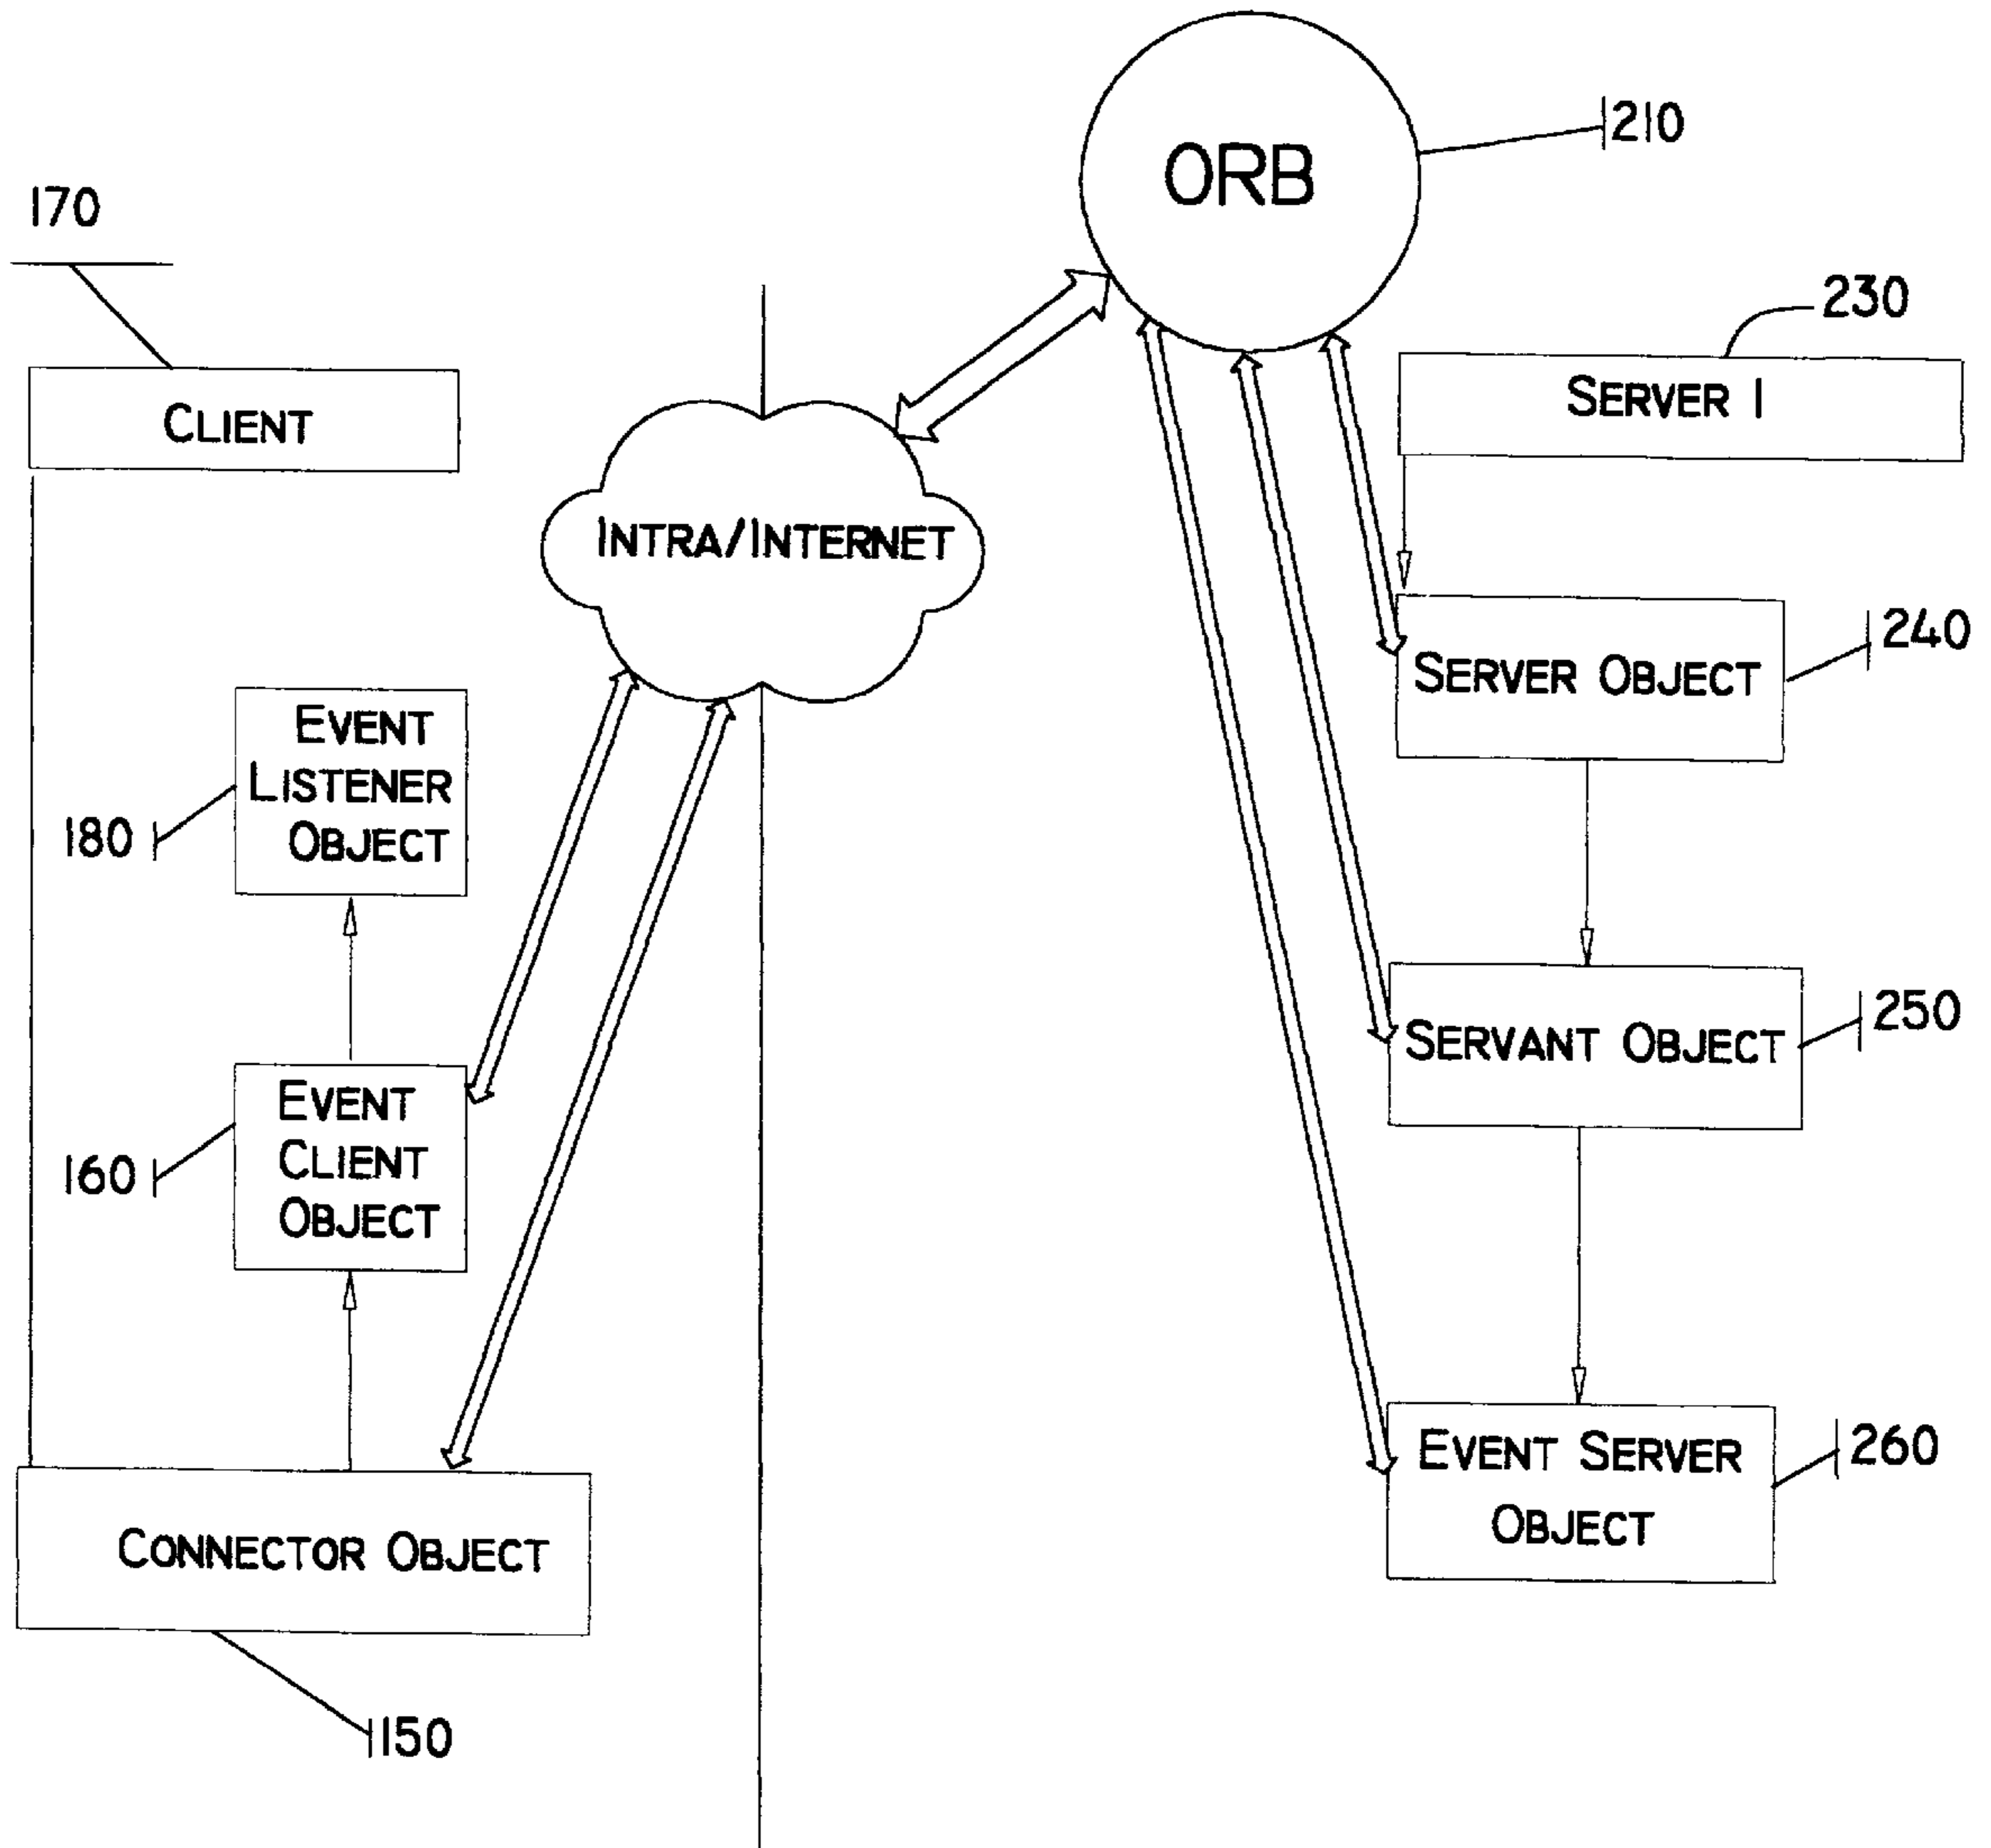 ORB
210
170
230
CLIENT
SERVER 1
INTRA/INTERNET
240
SERVER OBJECT
EVENT
LISTENER
OBJECT
180
250
SERVANT OBJECT
EVENT
CLIENT
OBJECT
160
260
EVENT SERVER
OBJECT
CONNECTOR OBJECT
150